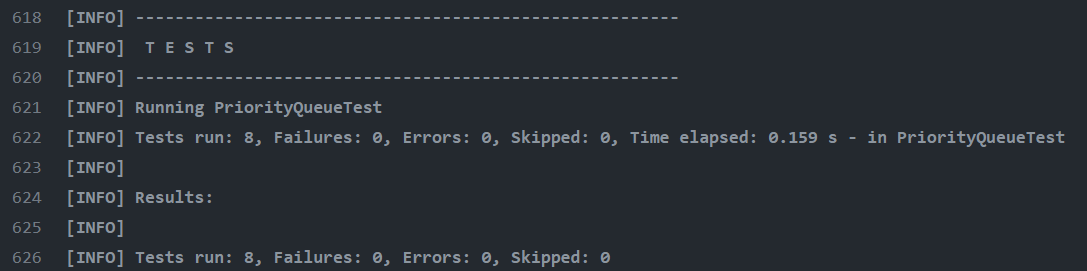 618 [INFO] -------------------------------------------------------
619 [INFO]  T E S T S
620 [INFO] -------------------------------------------------------
621 [INFO] Running PriorityQueueTest
622 [INFO] Tests run: 8, Failures: 0, Errors: 0, Skipped: 0, Time elapsed: 0.159 s - in PriorityQueueTest
623 [INFO]
624 [INFO] Results:
625 [INFO]
626 [INFO] Tests run: 8, Failures: 0, Errors: 0, Skipped: 0